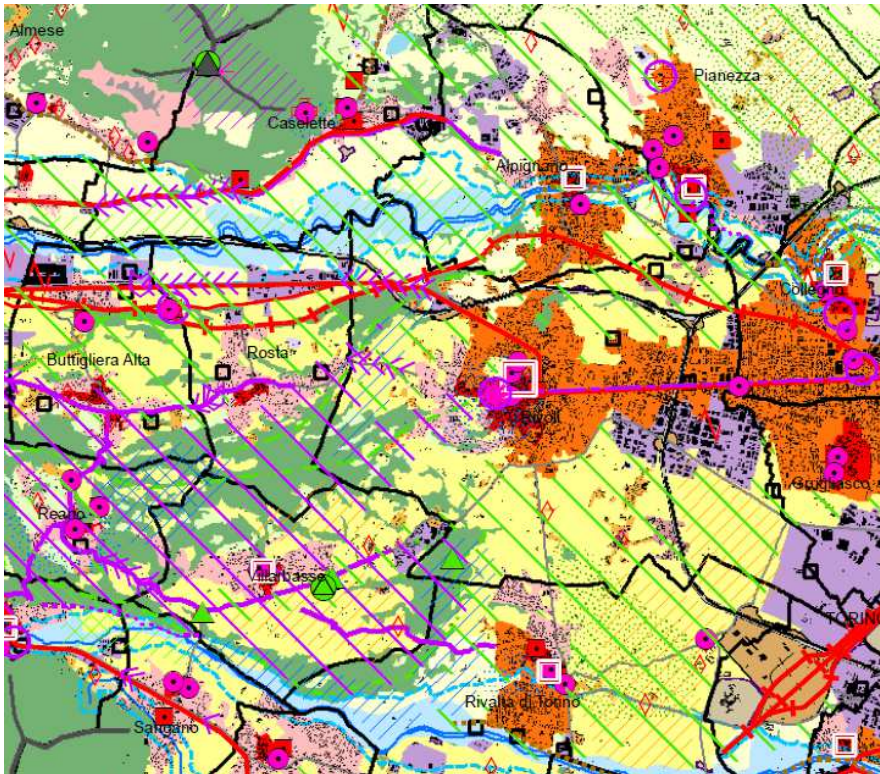 Almese
Pianezza
Caselette
Alpignano
Collegno
Buttigliera Alta
Rosta
Rivoli
Grugliasco
Reano
Villarbasse
TORINO
Rivalta di Torino
Sangano